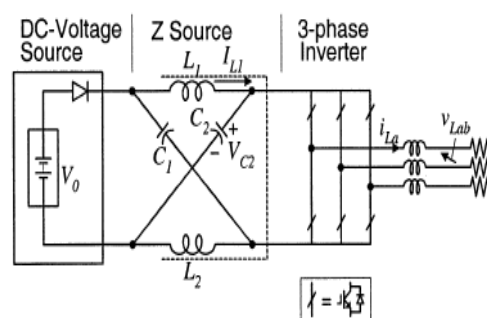 DC-Voltage
Source
Z Source
3-phase
Inverter
L1
IL1
C2
+
C1
−
VC2
V0
iLa
vLab
L2
=